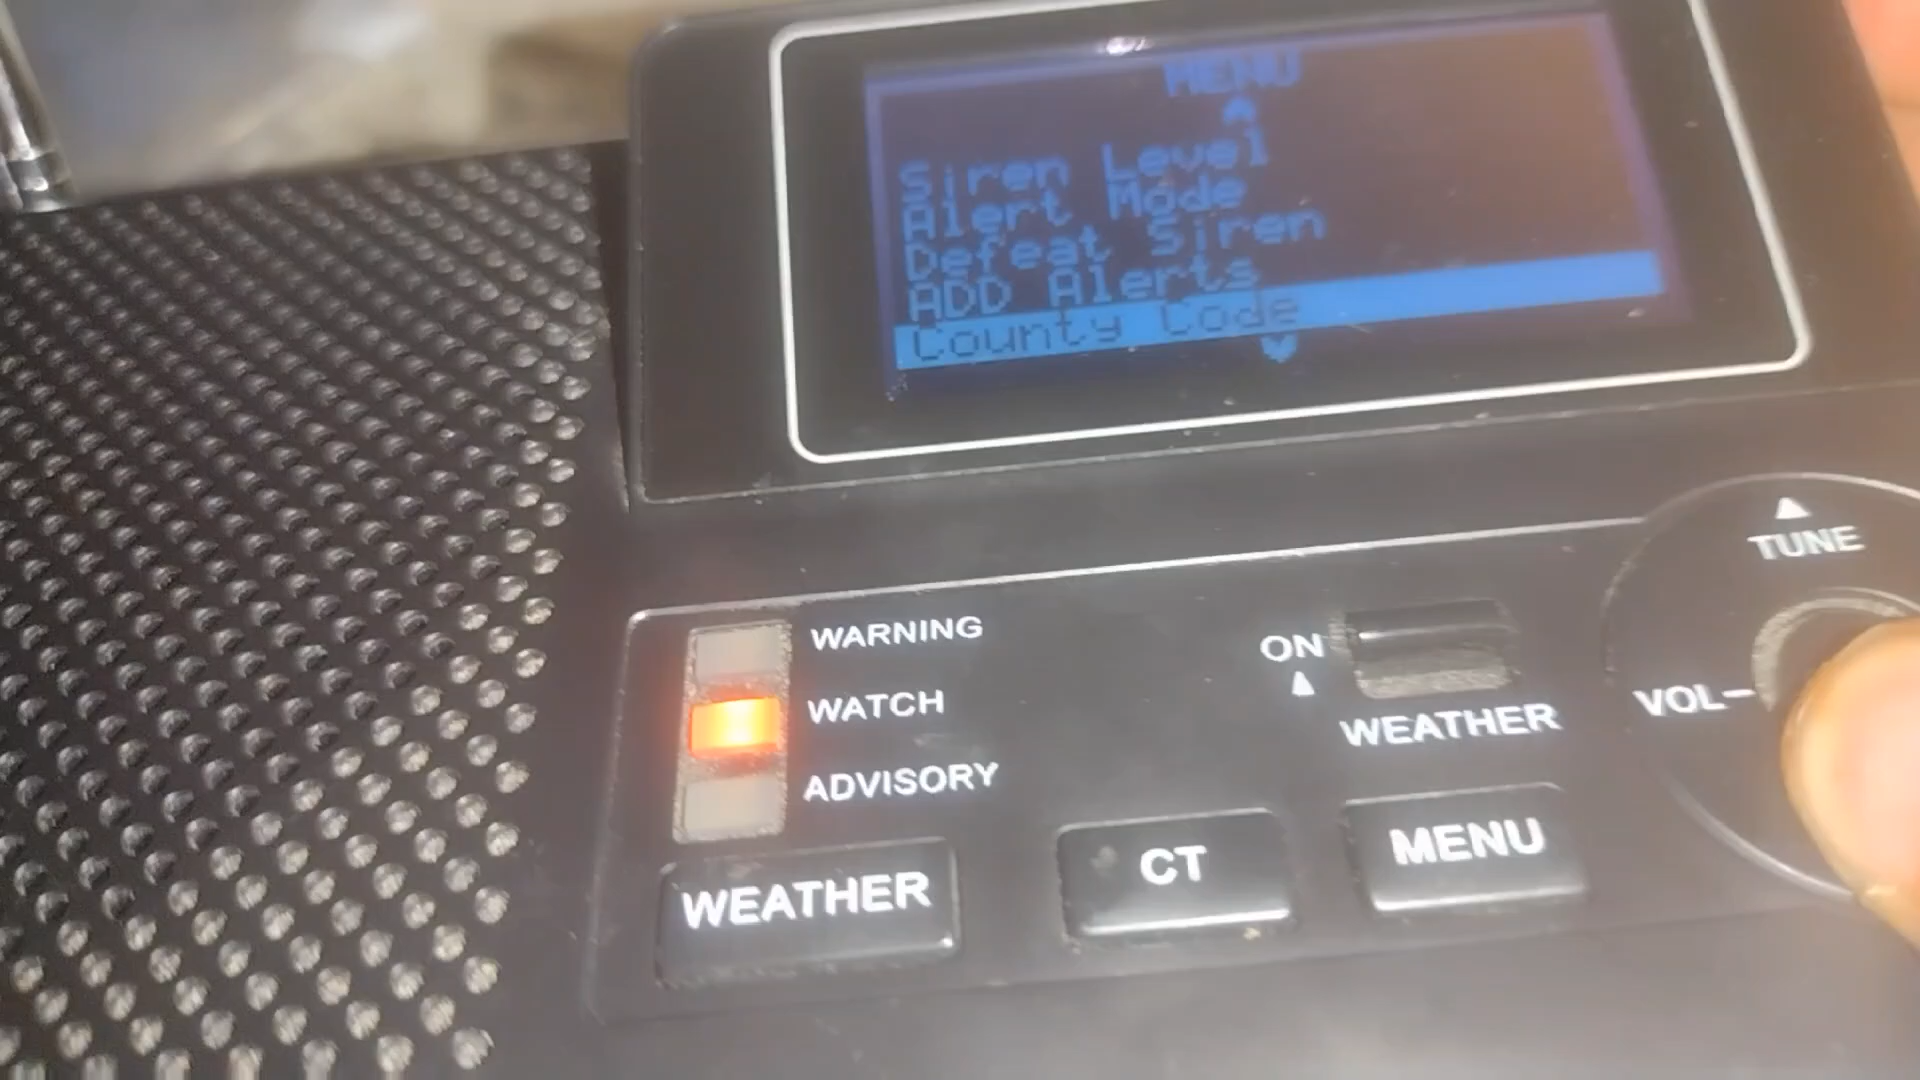 MENU
Siren Level
Alert Mode
Defeat Siren
ADD Alerts
County Code
TUNE
WARNING
ON
WATCH
VOL-
WEATHER
ADVISORY
MENU
CT
WEATHER